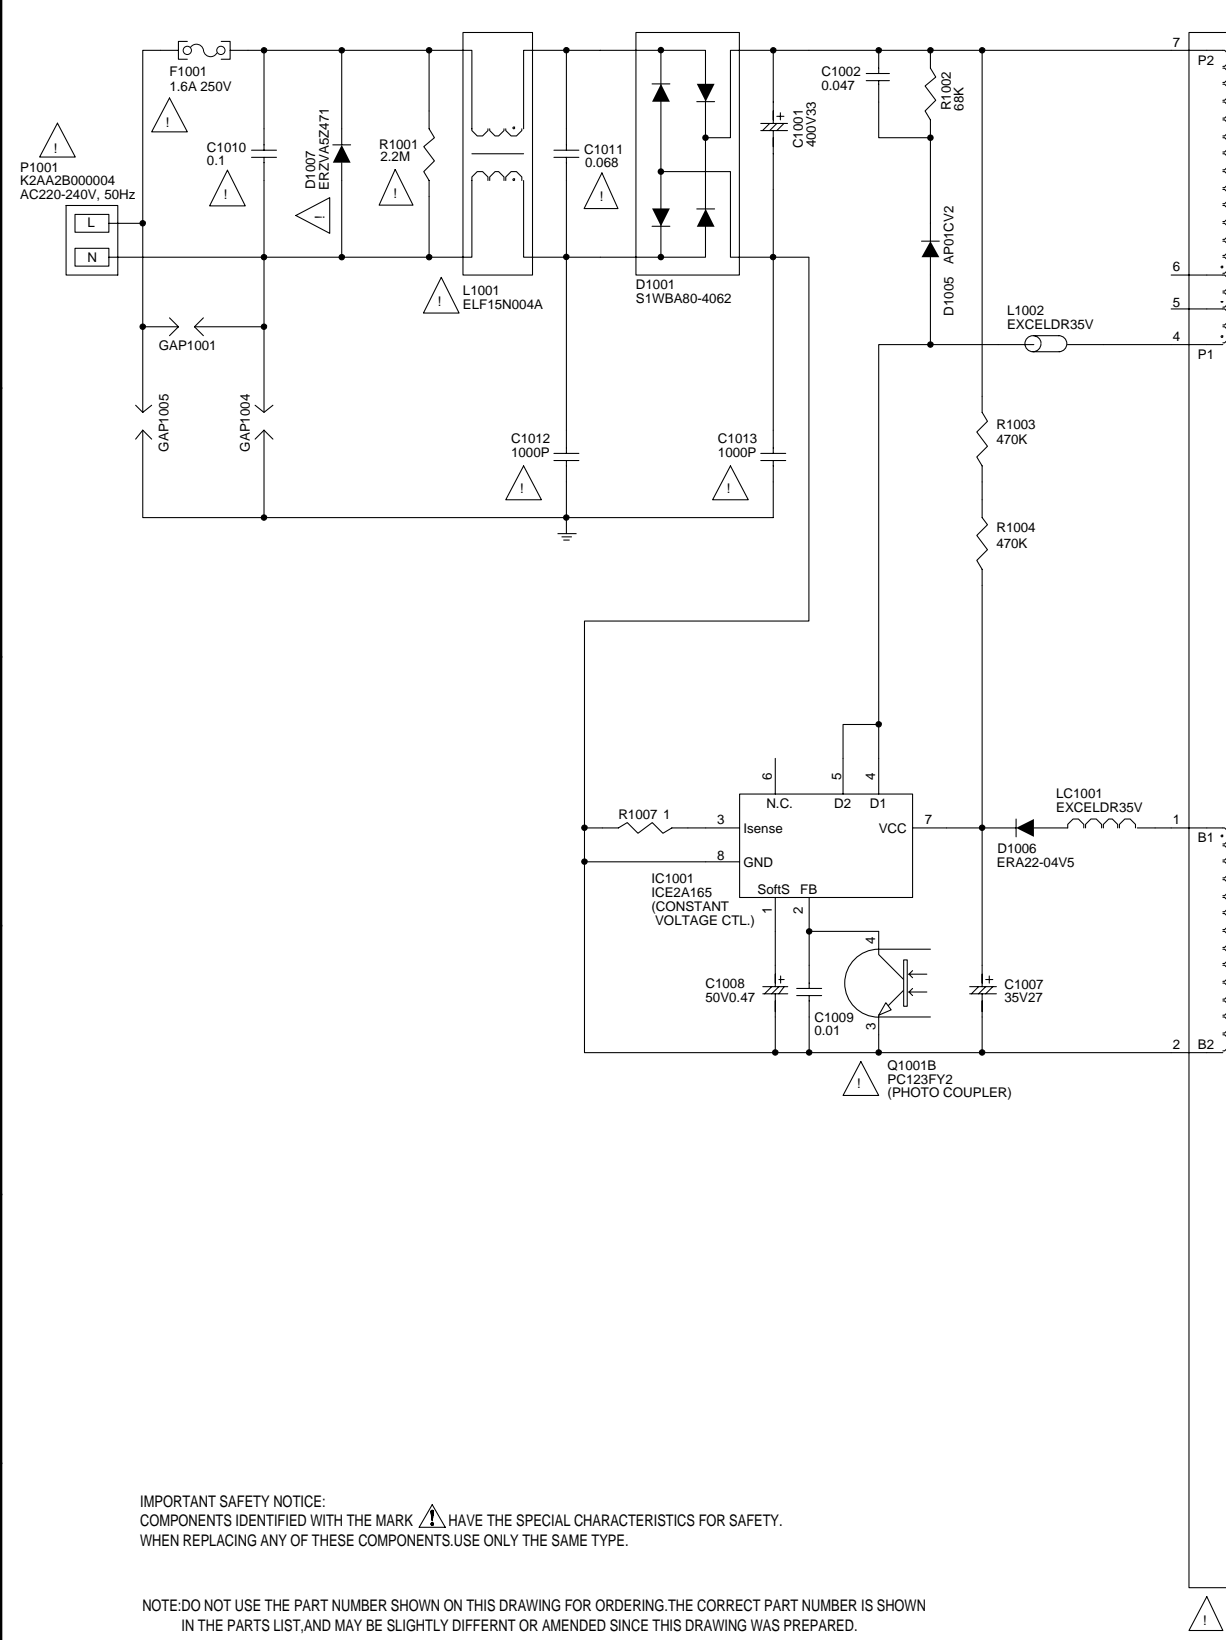 F1001
1.6A 250V
!
!
P1001
K2AA2B000004
AC220-240V, 50Hz
L
N
C1010
0.1
!
D1007
ERZVA5Z471
!
R1001
2.2M
!
L1001
ELF15N004A
!
C1011
0.068
!
D1001
S1WBA80-4062
+
C1001
400V33
C1002
0.047
R1002
68K
7
P2
D1005 AP01CV2
6
5
L1002
EXCELDR35V
4
P1
GAP1001
GAP1005
GAP1004
C1012
1000P
!
C1013
1000P
!
R1003
470K
R1004
470K
6
5
4
N.C.
D2
D1
R1007 1
3
Isense
VCC
7
8
GND
SoftS
FB
1
2
IC1001
ICE2A165
(CONSTANT
VOLTAGE CTL.)
LC1001
EXCELDR35V
D1006
ERA22-04V5
1
B1
C1008
50V0.47
+
C1009
0.01
4
3
+
C1007
35V27
2
B2
!
Q1001B
PC123FY2
(PHOTO COUPLER)
IMPORTANT SAFETY NOTICE:
COMPONENTS IDENTIFIED WITH THE MARK ! HAVE THE SPECIAL CHARACTERISTICS FOR SAFETY.
WHEN REPLACING ANY OF THESE COMPONENTS.USE ONLY THE SAME TYPE.
NOTE:DO NOT USE THE PART NUMBER SHOWN ON THIS DRAWING FOR ORDERING.THE CORRECT PART NUMBER IS SHOWN
IN THE PARTS LIST,AND MAY BE SLIGHTLY DIFFERNT OR AMENDED SINCE THIS DRAWING WAS PREPARED.
!